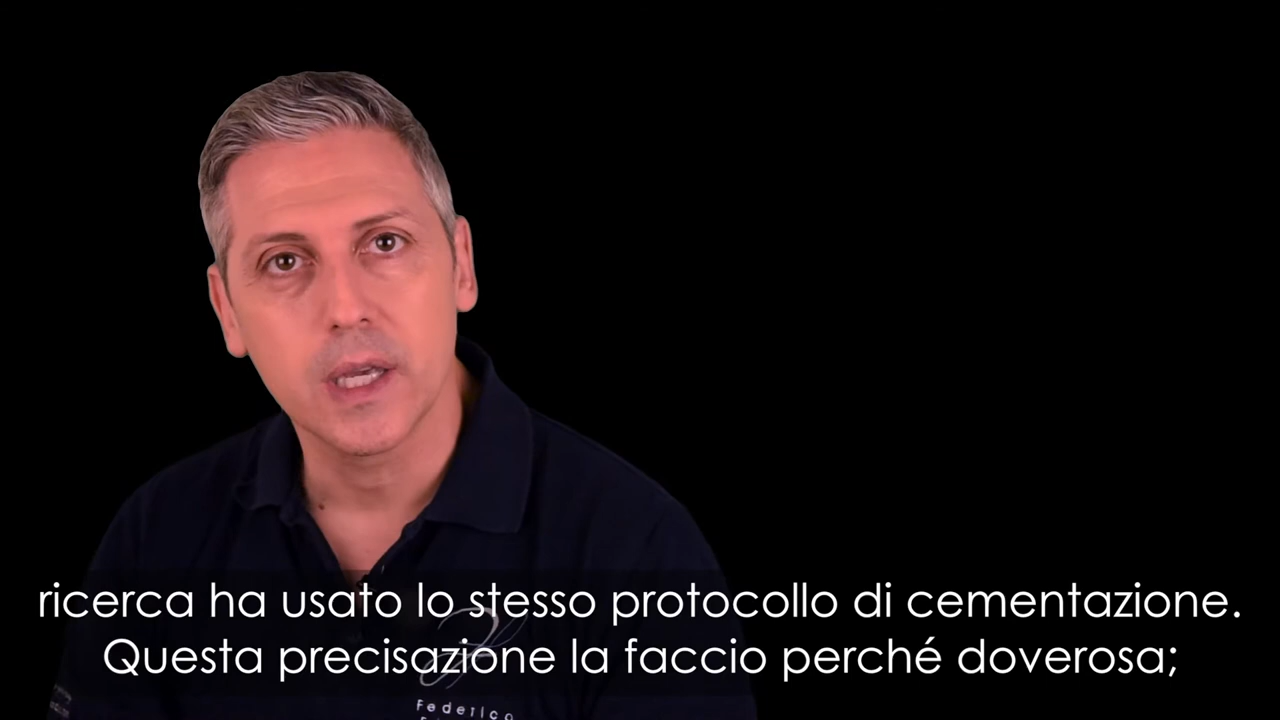 ricerca ha usato lo stesso protocollo di cementazione.
Questa precisazione la faccio perché doverosa;
Federico